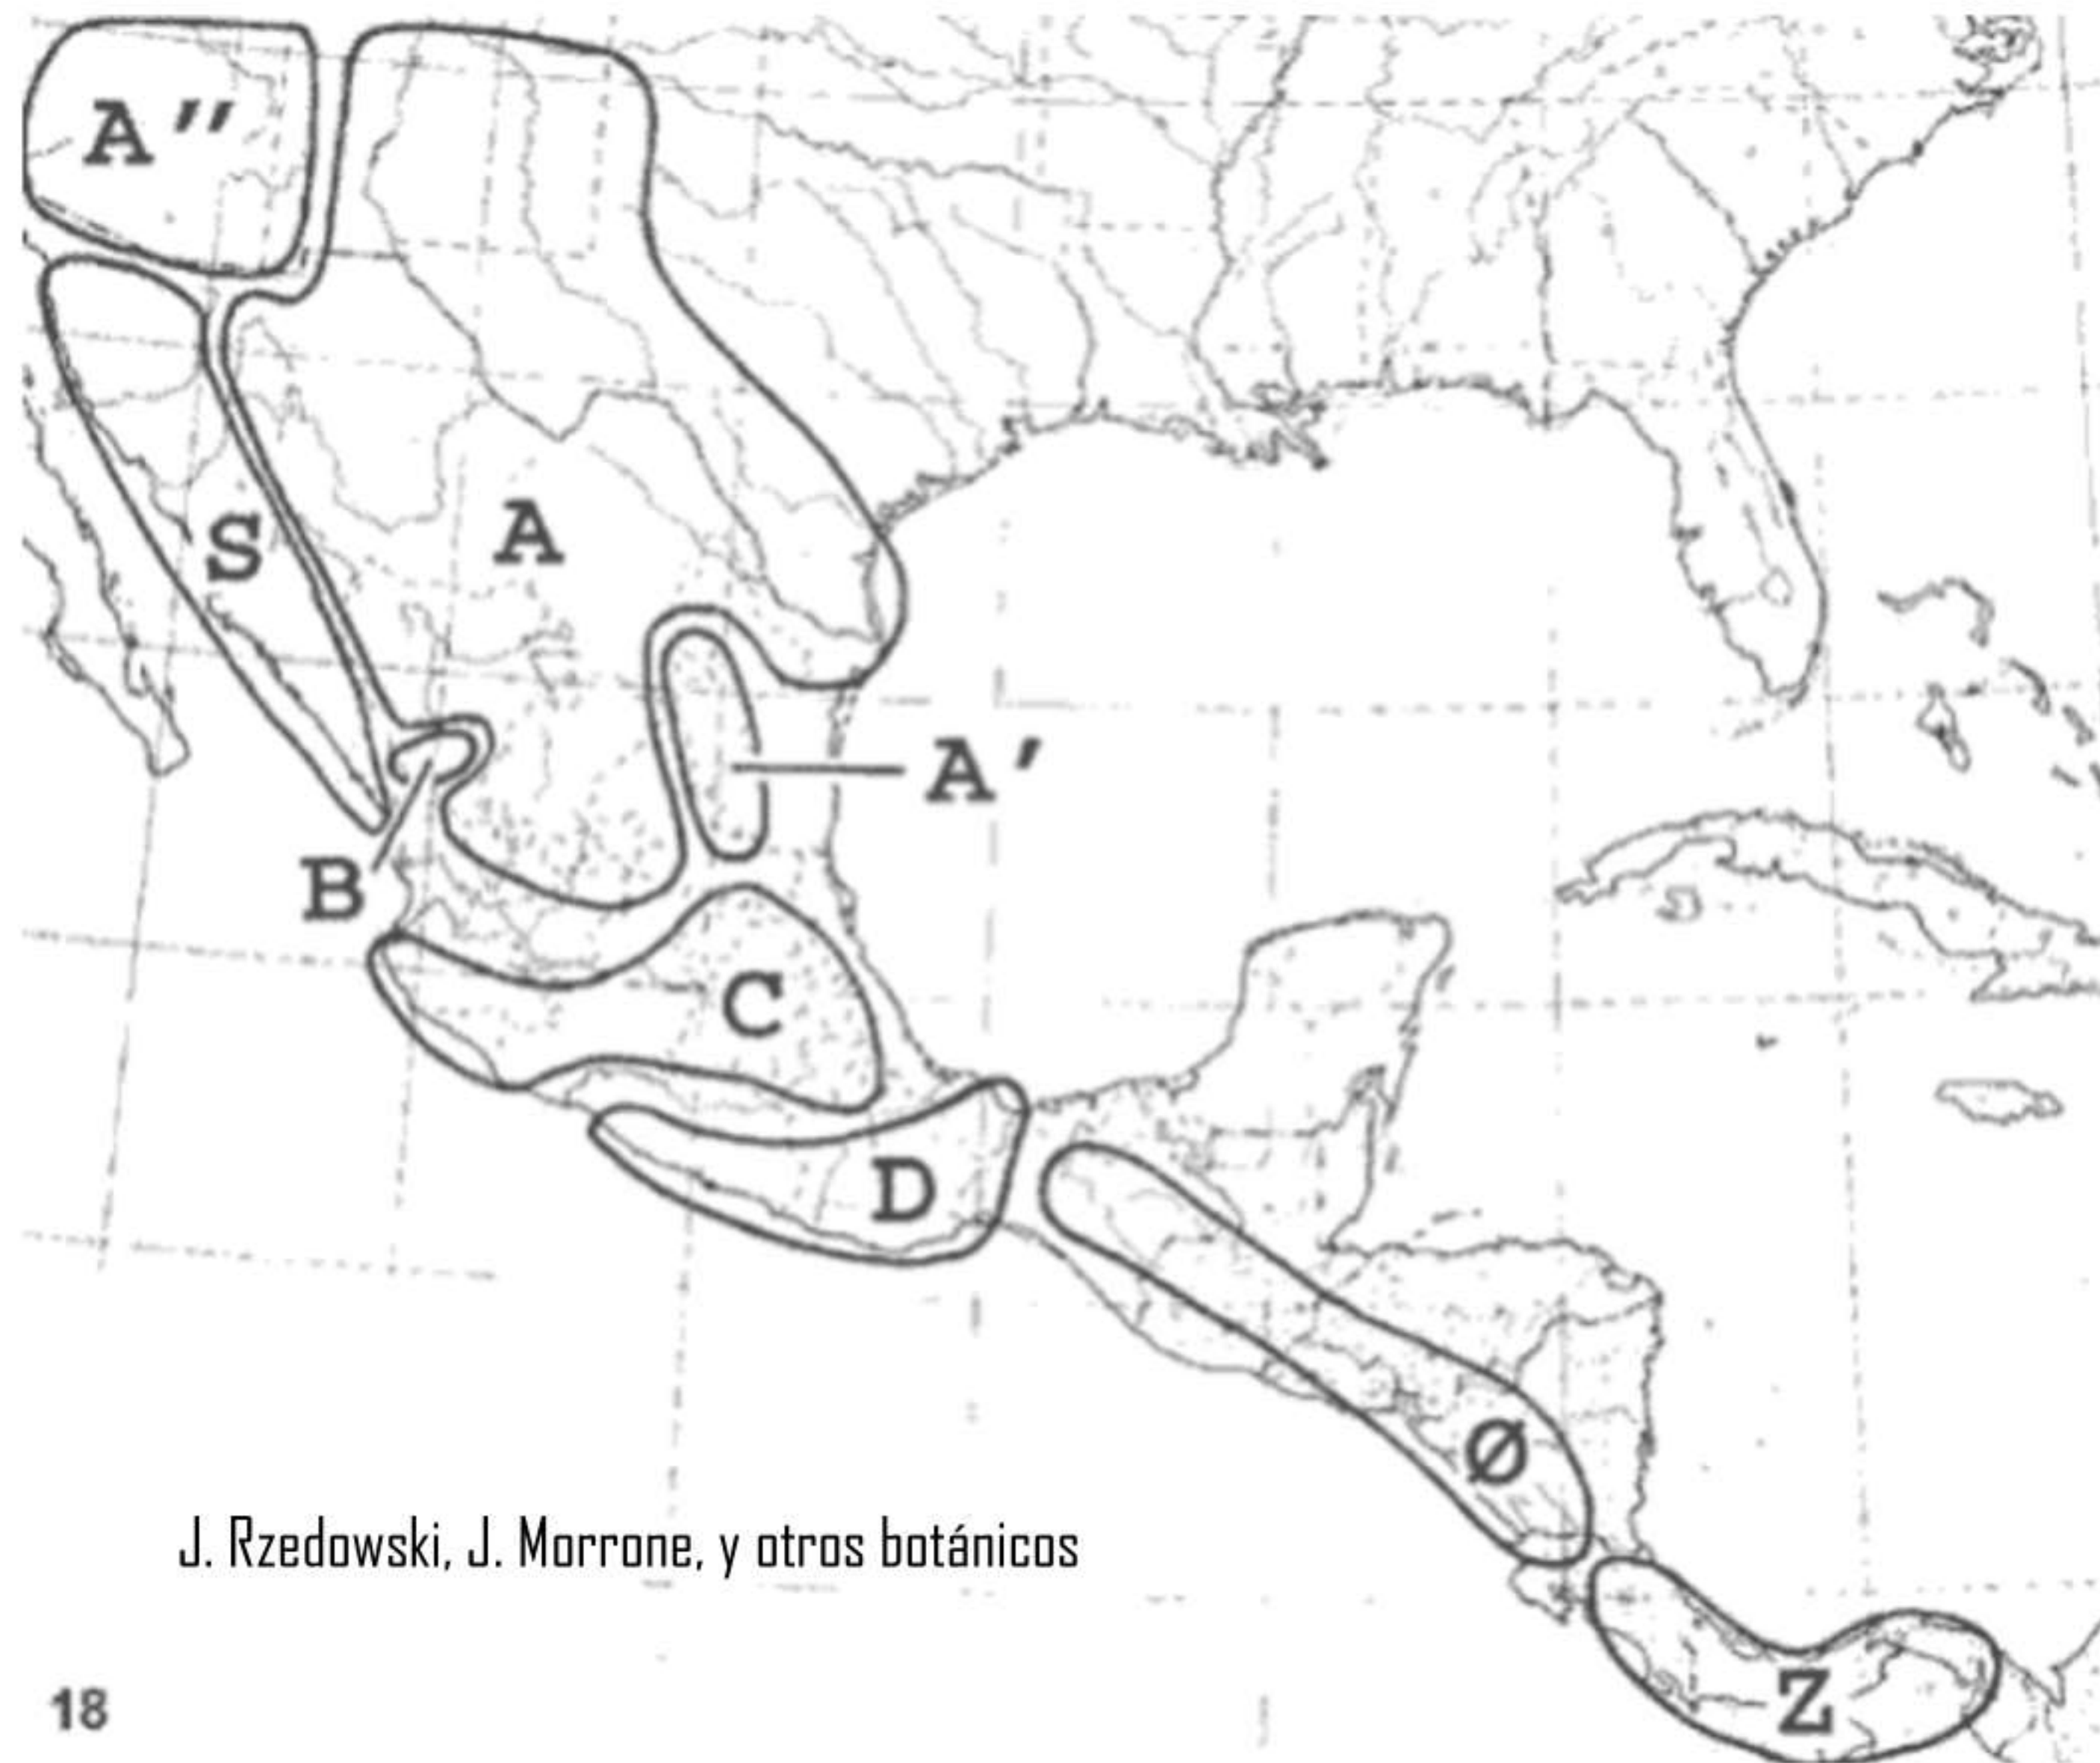 A″
S
A
A′
B
C
D
Ø
J. Rzedowski, J. Morrone, y otros botánicos
Z
18